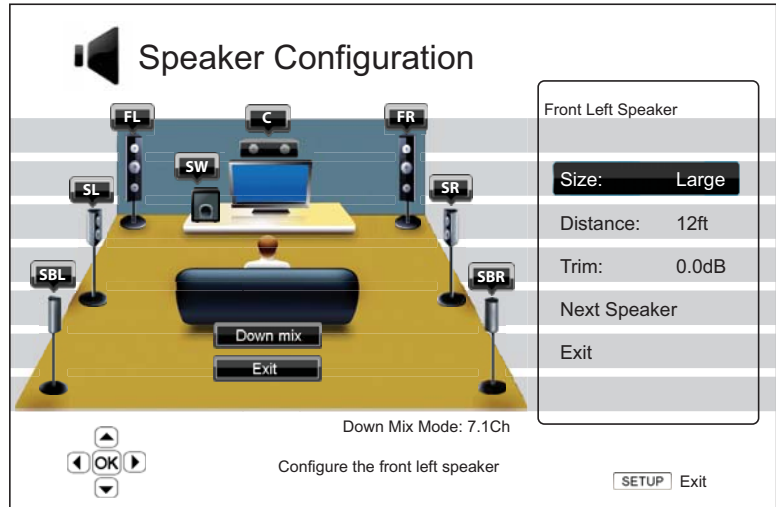 Speaker Configuration
FL
C
FR
SW
SL
SR
SBL
SBR
Down mix
Exit
Front Left Speaker
Size: Large
Distance: 12ft
Trim: 0.0dB
Next Speaker
Exit
Down Mix Mode: 7.1Ch
OK
Configure the front left speaker
SETUP Exit